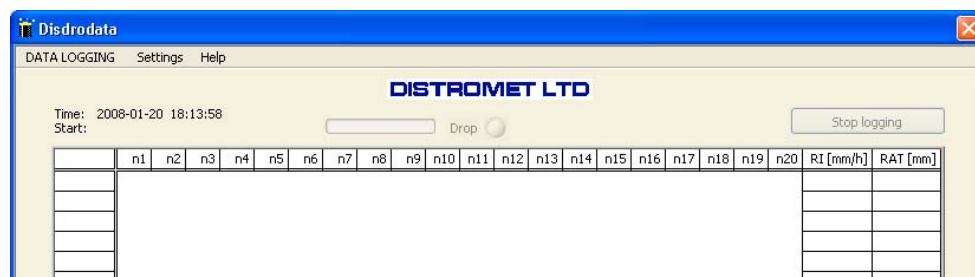 Disdrodata
DATA LOGGING Settings Help
DISTROMET LTD
Time: 2008-01-20 18:13:58
Start:
Drop
Stop logging
n1 n2 n3 n4 n5 n6 n7 n8 n9 n10 n11 n12 n13 n14 n15 n16 n17 n18 n19 n20 RI [mm/h] RAT [mm]